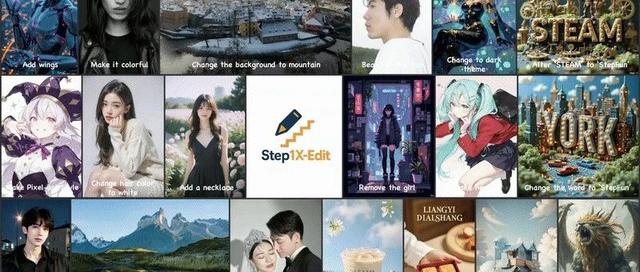 STEAM
Add wings
Make it colorful
Change the background to mountain
Change to dark
theme
Alter "STEAM" to "StepFun"
Step1X-Edit
YORK
Change hair color
to white
Add a necklace
Remove the girl
Change the word to "StepFun"
LIANGYI
DIALSHANG